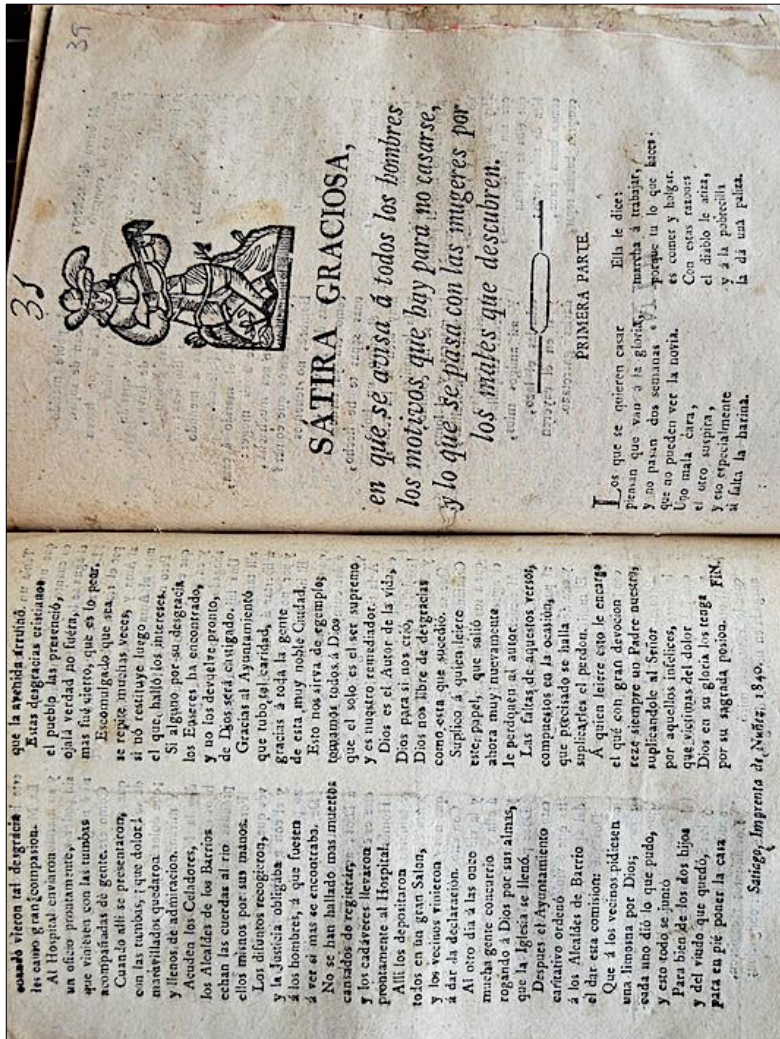 cuando vieron tal desgracia
les causo gran compasion.
Al Hospital enviaron
un oficio prontamente,
que viniesen con las tumbas
acompañadas de gente.
Cuando alli se presentaron,
con las tumbas, ¡que dolor!
maravillados quedaron
y llenos de admiracion.
Acuden los Celadores,
los Alcaldes de los Barrios
echan las cuerdas al rio
ellos mismos por sus manos.
Los difuntos recogieron,
y la Justicia obligaba
á los hombres, á que fuesen
á ver si mas se encontraba.
No se han hallado mas muertos
cansados de registrar,
y los cadáveres llevaron
prontamente al Hospital.
Alli los depositaron
todos en un gran Salon,
y los vecinos vinieron
á dar la declaracion.
Al otro dia á las once
mucha gente concurrió
rogando á Dios por sus almas,
que la Iglesia se llenó.
Despues el Ayuntamiento
caritativo ordenó
á los Alcaldes de Barrio
el dar esta comision:
Que á los vecinos pidiesen
una limosna por Dios;
cada uno dió lo que pudo,
y esto todo se juntó
Para bien de los dos hijos
y del viudo que quedó,
para en pié poner la casa
que la avenida arruinó.
Estas desgracias cristianos
el pueblo las presenció,
ojalá verdad no fuéra,
mas fué cierto, que es lo peor.
Escomulgado que sea
se repite muchas veces,
si nó restituye luego
el que, halló los intereses.
Si alguno por su desgracia
los Enseres ha encontrado,
y no los devuelve pronto,
de Dios será castigado.
Gracias al Ayuntamiento
que tubo tal caridad,
gracias á toda la gente
de esta muy noble Ciudad.
Esto nos sirva de egemplo;
tomamos todos á Dios
que el solo es el ser supremo
y es nuestro remediador.
Dios es el Autor de la vida,
Dios para si nos crió,
Dios nos libre de desgracias
como esta que sucedió.
Suplico á quien leiere
este papel, que salió
ahora muy nuevamente
le perdonen al autor.
Las faltas de aquestos versos,
compuestos en la ocasión,
que precisado se halla
suplicarles el perdon.
Á quien leiere esto le encargo
el qué con gran devocion
reze siempre un Padre nuestro,
suplicandole al Señor
por aquellos infelices,
que victimas del dolor
Dios en su gloria los tenga
por su sagrada pasion. FIN.
Satiego, Imprenta de Nuñez, 1840.
35
39
SÁTIRA GRACIOSA,
en que se avisa á todos los hombres
los motivos que hay para no casarse,
y lo que se pasa con las mugeres por
los males que descubren.
PRIMERA PARTE.
Los que se quieren casar
piensan que van á la gloria,
y no pasan dos semanas
que no pueden ver la novia.
Uno mala cara,
el otro suspira,
y eso especialmente
si falta la harina.
Ella le dice:
marcha á trabajar,
porque tu lo que haces
es comer y holgar.
Con estas razones
el diablo le atiza,
y á la pobrecilla
la dá una paliza.